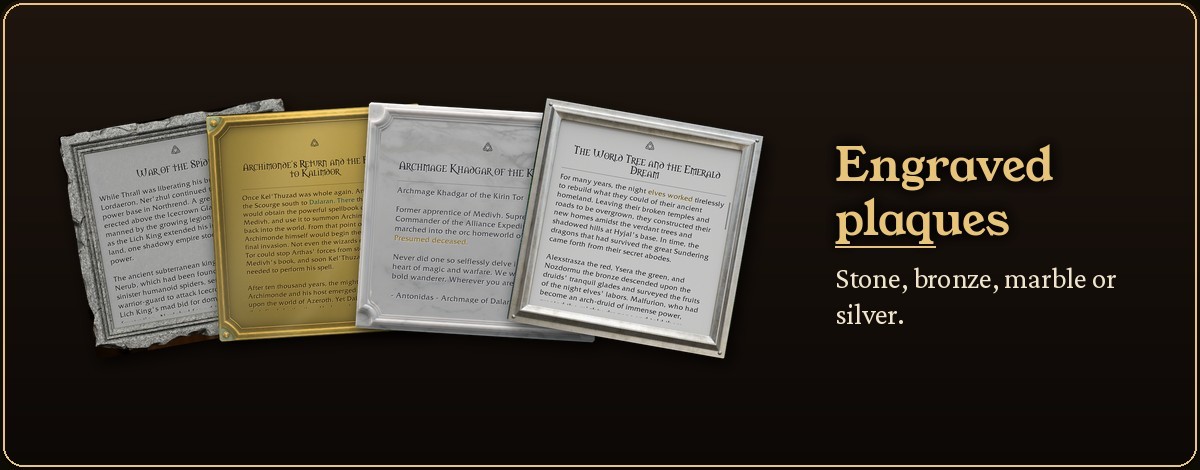 War of the Spid
While Thrall was liberating his b
Lordaeron, Ner'zhul continued t
power base in Northrend. A gre
erected above the Icecrown Gl
manned by the growing legion
as the Lich King extended his i
land, one shadowy empire sto
power.
The ancient subterranean king
Nerub, which had been foun
sinister humanoid spiders, sen
warrior-guard to attack Icecr
Lich King's mad bid for dom
Archimonde's Return and the F
to Kalimdor
Once Kel'Thuzad was whole again, Ar
the Scourge south to Dalaran. There th
would obtain the powerful spellbook
Medivh, and use it to summon Archim
back into the world. From that point o
Archimonde himself would begin the
final invasion. Not even the wizards
Tor could stop Arthas' forces from s
Medivh's book, and soon Kel'Thuza
needed to perform his spell.
After ten thousand years, the migh
Archimonde and his host emerged
upon the world of Azeroth. Yet Dal
Archmage Khadgar of the K
Archmage Khadgar of the Kirin Tor
Former apprentice of Medivh. Supre
Commander of the Alliance Expedi
marched into the orc homeworld o
Presumed deceased.
Never did one so selflessly delve i
heart of magic and warfare. We w
bold wanderer. Wherever you are
- Antonidas - Archmage of Dalar
The World Tree and the Emerald
Dream
For many years, the night elves worked tirelessly
to rebuild what they could of their ancient
homeland. Leaving their broken temples and
roads to be overgrown, they constructed their
new homes amidst the verdant trees and
shadowed hills at Hyjal's base. In time, the
dragons that had survived the great Sundering
came forth from their secret abodes.
Alexstrasza the red, Ysera the green, and
Nozdormu the bronze descended upon the
druids' tranquil glades and surveyed the fruits
of the night elves' labors. Malfurion, who had
become an arch-druid of immense power,
Engraved
plaques
Stone, bronze, marble or
silver.